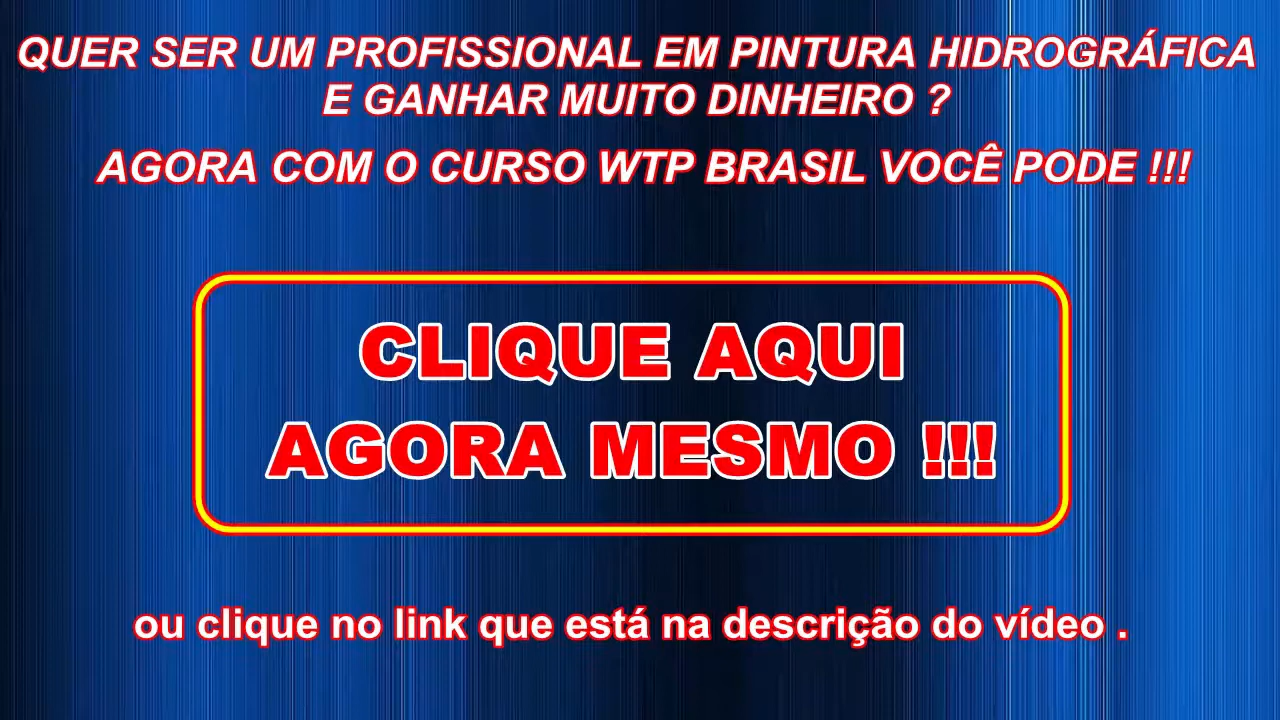 QUER SER UM PROFISSIONAL EM PINTURA HIDROGRÁFICA
E GANHAR MUITO DINHEIRO ?
AGORA COM O CURSO WTP BRASIL VOCÊ PODE !!!
CLIQUE AQUI
AGORA MESMO !!!
ou clique no link que está na descrição do vídeo .